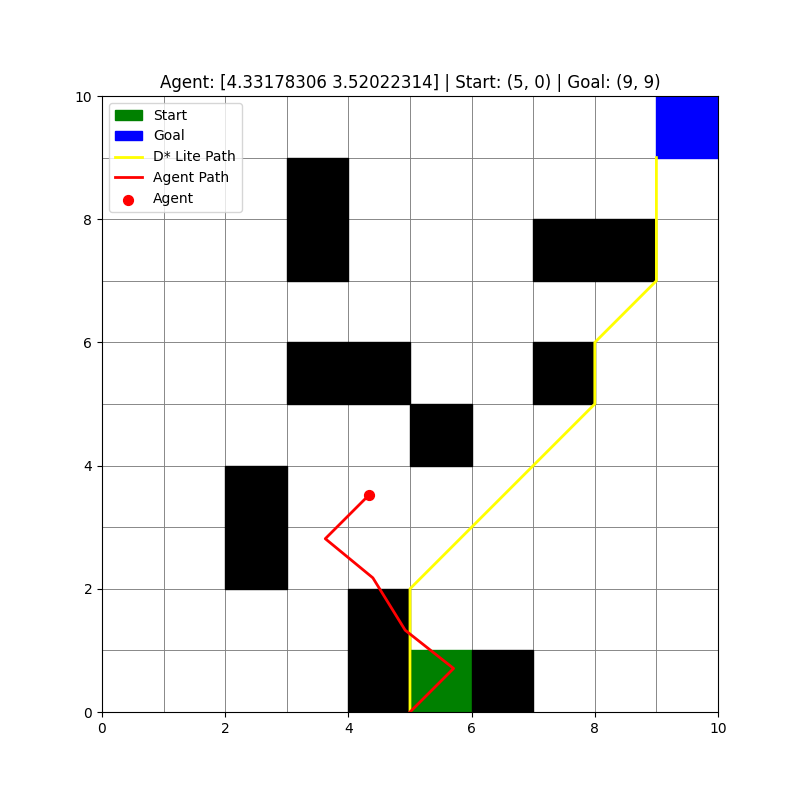 Agent: [4.33178306 3.52022314] | Start: (5, 0) | Goal: (9, 9)
Start
Goal
D* Lite Path
Agent Path
Agent
10
8
6
4
2
0
0 2 4 6 8 10